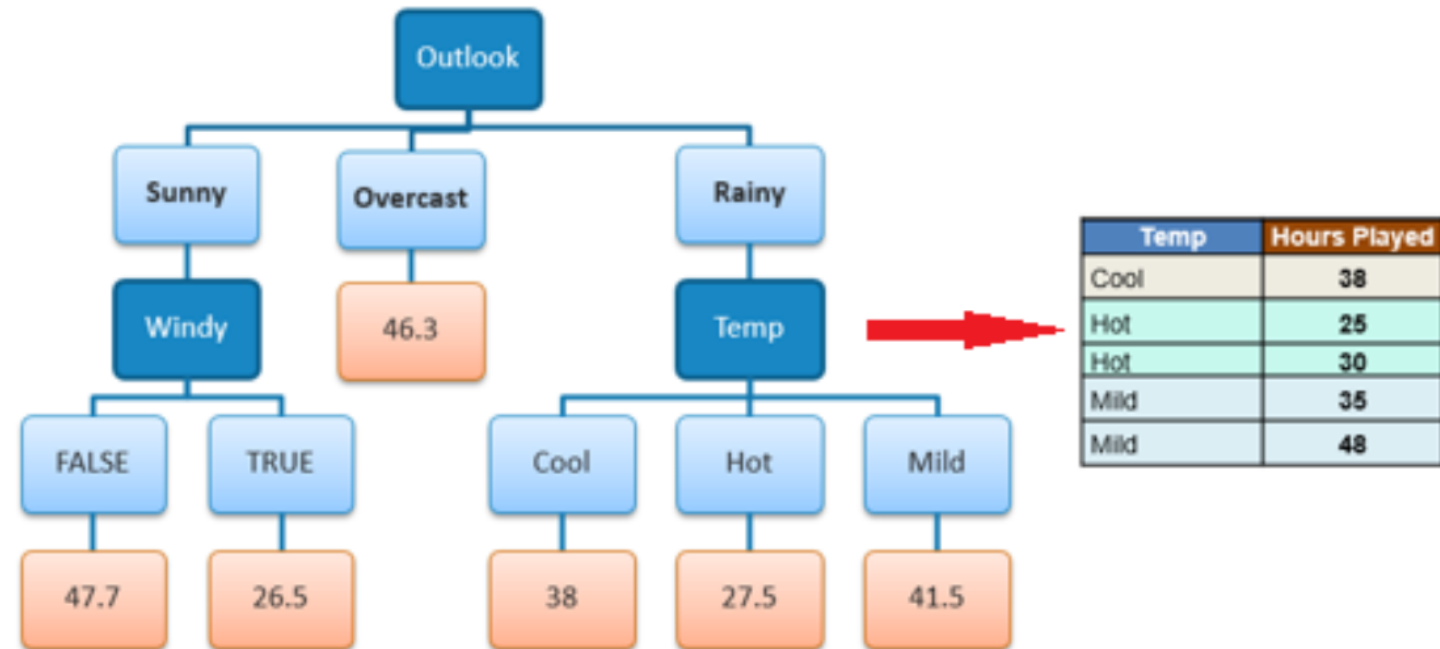 Outlook
Sunny
Overcast
Rainy
Windy
46.3
Temp
FALSE
TRUE
Cool
Hot
Mild
47.7
26.5
38
27.5
41.5
Temp Hours Played
Cool 38
Hot 25
Hot 30
Mild 35
Mild 48